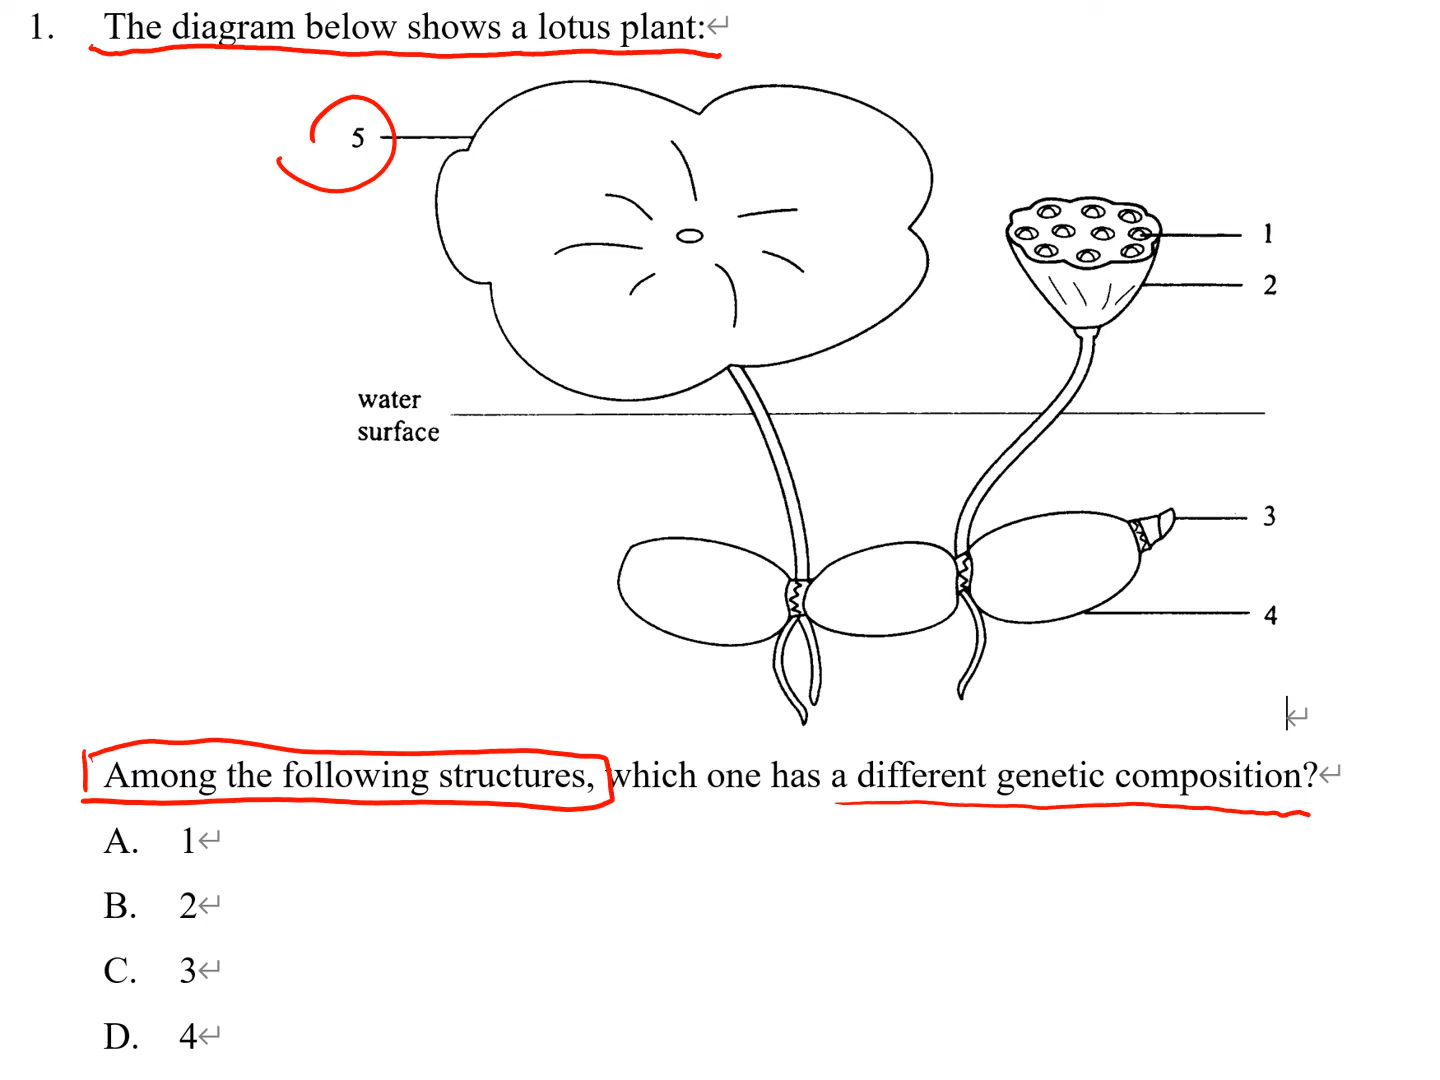 1. The diagram below shows a lotus plant:↵
5
1
2
water
surface
3
4
↵
Among the following structures, which one has a different genetic composition?↵
A. 1↵
B. 2↵
C. 3↵
D. 4↵